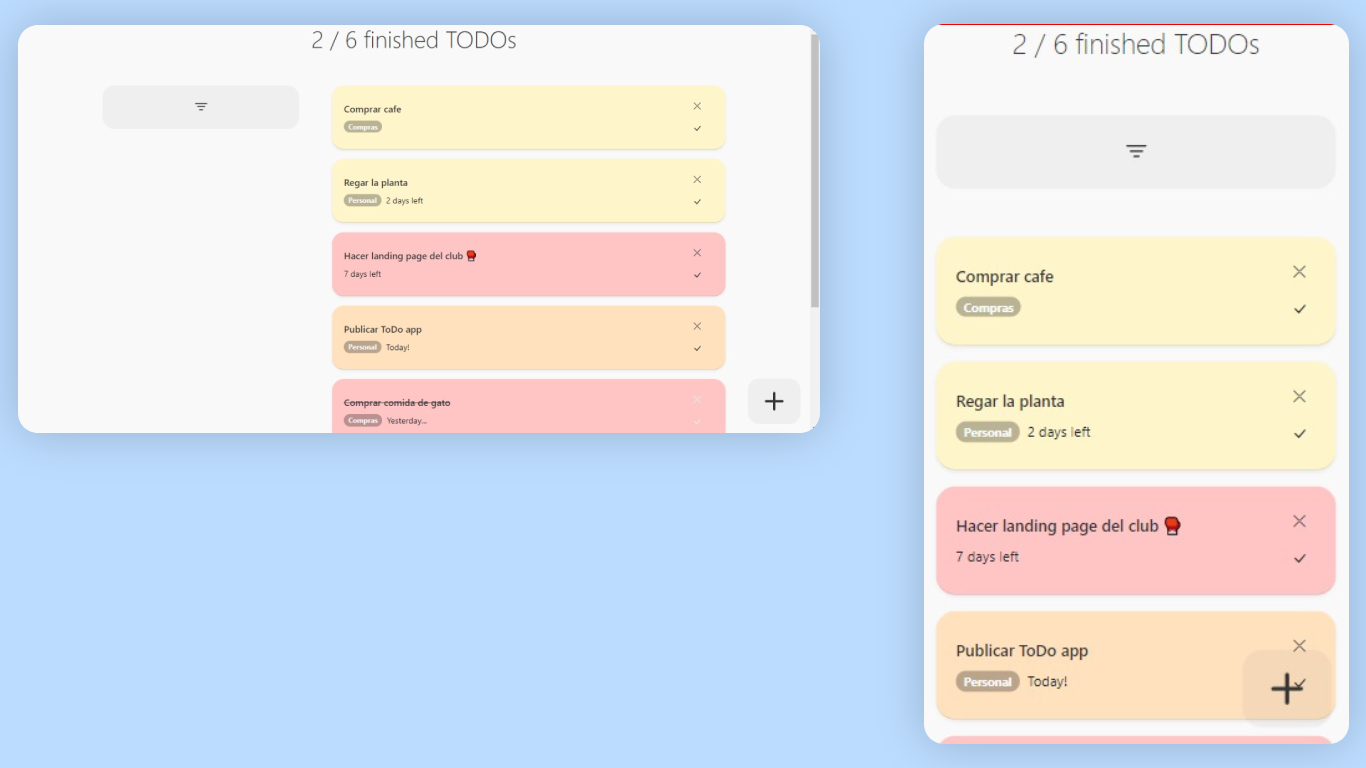 2 / 6 finished TODOs
Comprar cafe
Compras
Regar la planta
Personal 2 days left
Hacer landing page del club
7 days left
Publicar ToDo app
Personal Today!
Comprar comida de gato
Compras Yesterday...
2 / 6 finished TODOs
Comprar cafe
Compras
Regar la planta
Personal 2 days left
Hacer landing page del club
7 days left
Publicar ToDo app
Personal Today!